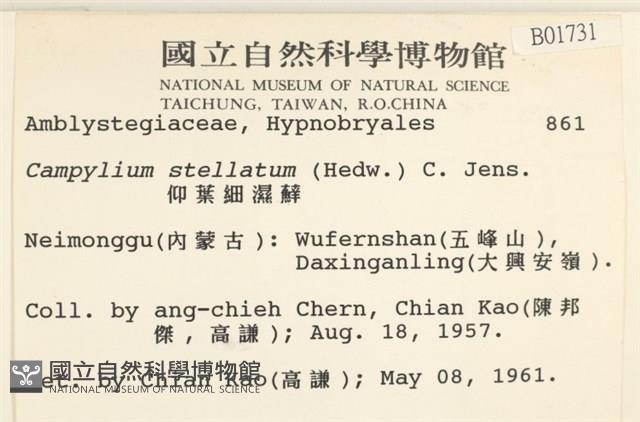 國立自然科學博物館
B01731
NATIONAL MUSEUM OF NATURAL SCIENCE
TAICHUNG, TAIWAN, R.O.CHINA
Amblystegiaceae, Hypnobryales 861
Campylium stellatum (Hedw.) C. Jens.
仰葉細濕蘚
Neimonggu(內蒙古): Wufernshan(五峰山),
Daxinganling(大興安嶺).
Coll. by ang-chieh Chern, Chian Kao(陳邦
傑,高謙); Aug. 18, 1957.
Det. by Chian Kao(高謙); May 08, 1961.
國立自然科學博物館
NATIONAL MUSEUM OF NATURAL SCIENCE